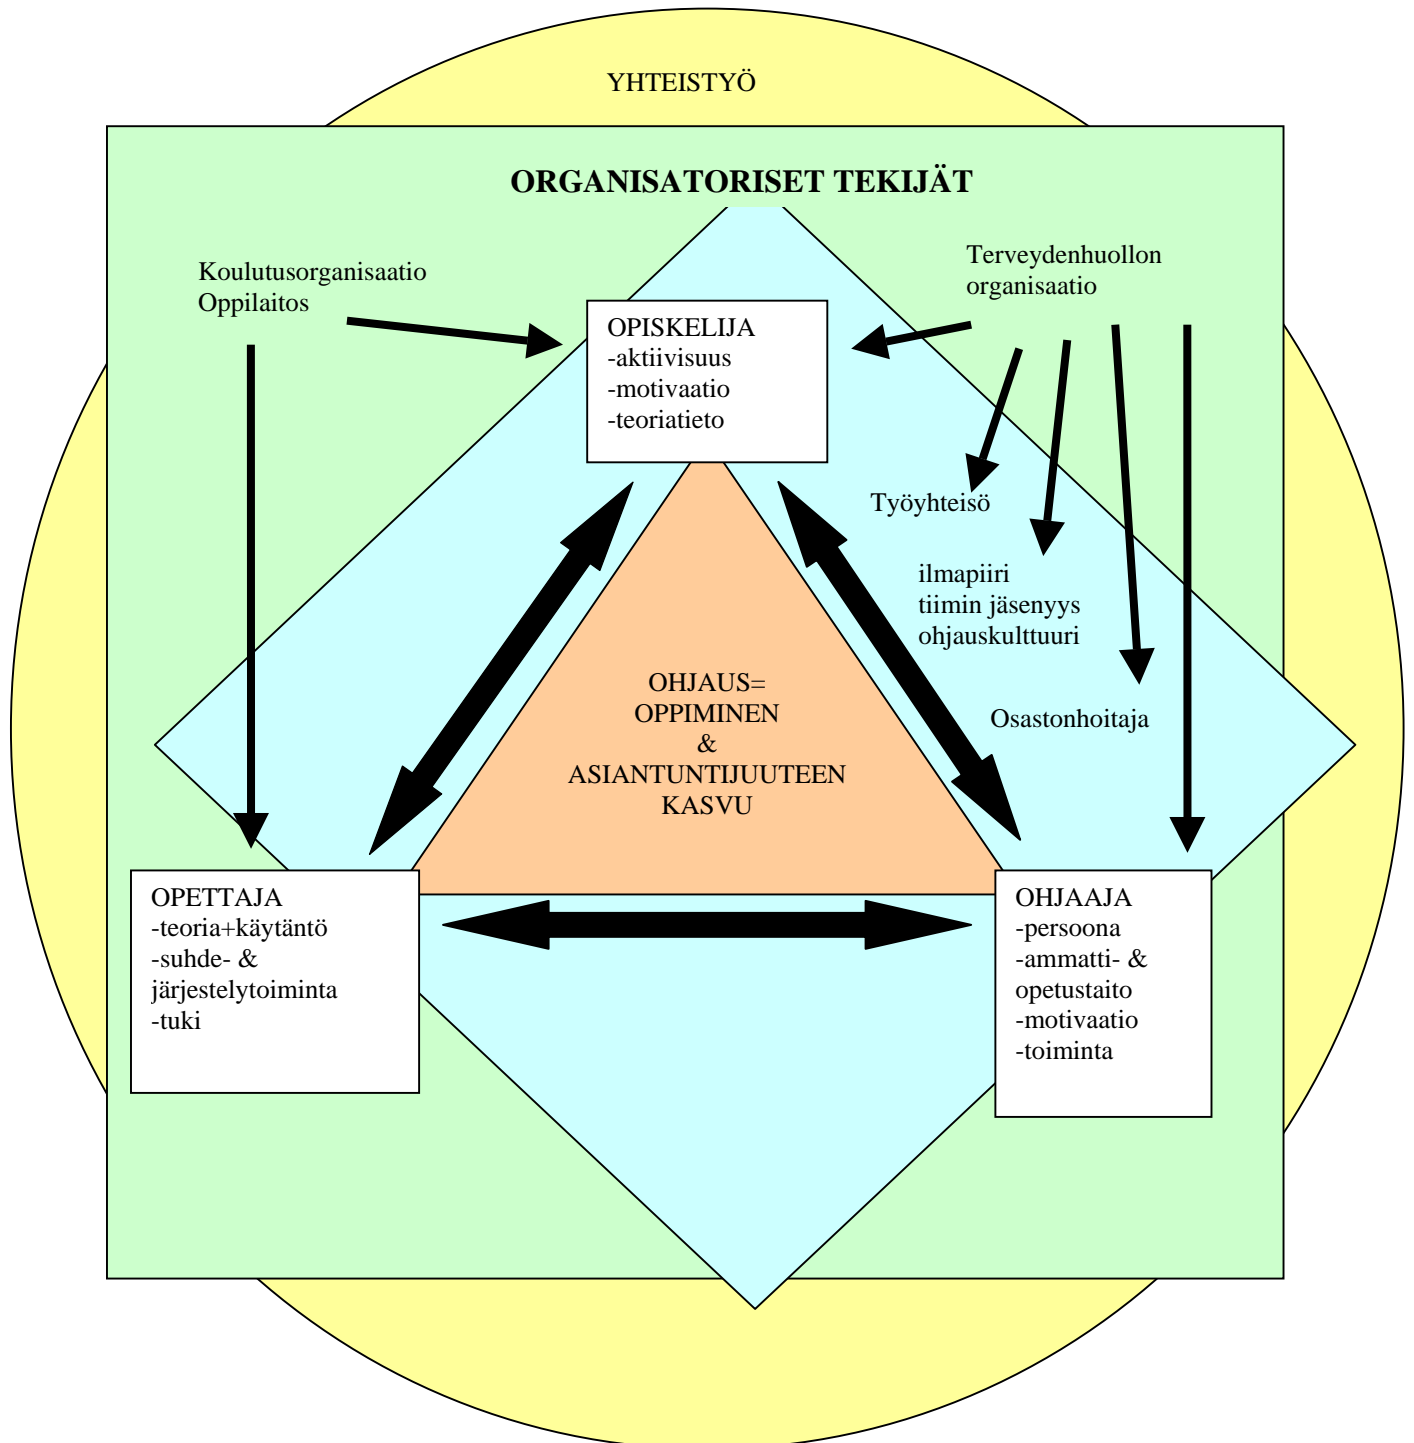 YHTEISTYÖ
ORGANISATORISET TEKIJÄT
Koulutusorganisaatio
Oppilaitos
Terveydenhuollon
organisaatio
OPISKELIJA
-aktiivisuus
-motivaatio
-teoriatieto
Työyhteisö
ilmapiiri
tiimin jäsenyys
ohjauskulttuuri
Osastonhoitaja
OHJAUS=
OPPIMINEN
&
ASIANTUNTIJUUTEEN
KASVU
OPETTAJA
-teoria+käytäntö
-suhde- &
järjestelytoiminta
-tuki
OHJAAJA
-persoona
-ammatti- &
opetustaito
-motivaatio
-toiminta